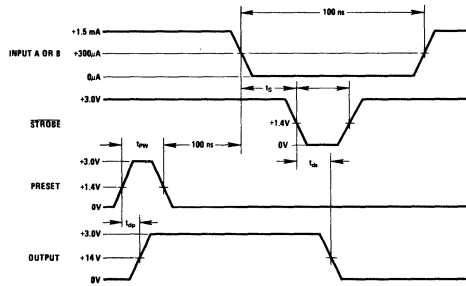 100 ns
+1.5 mA
INPUT A OR B
+300µA
0µA
tS
+3.0V
STROBE
+1.4V
0V
tPW
100 ns
tds
+3.0V
PRESET
+1.4V
0V
tdp
+3.0V
OUTPUT
+14V
0V